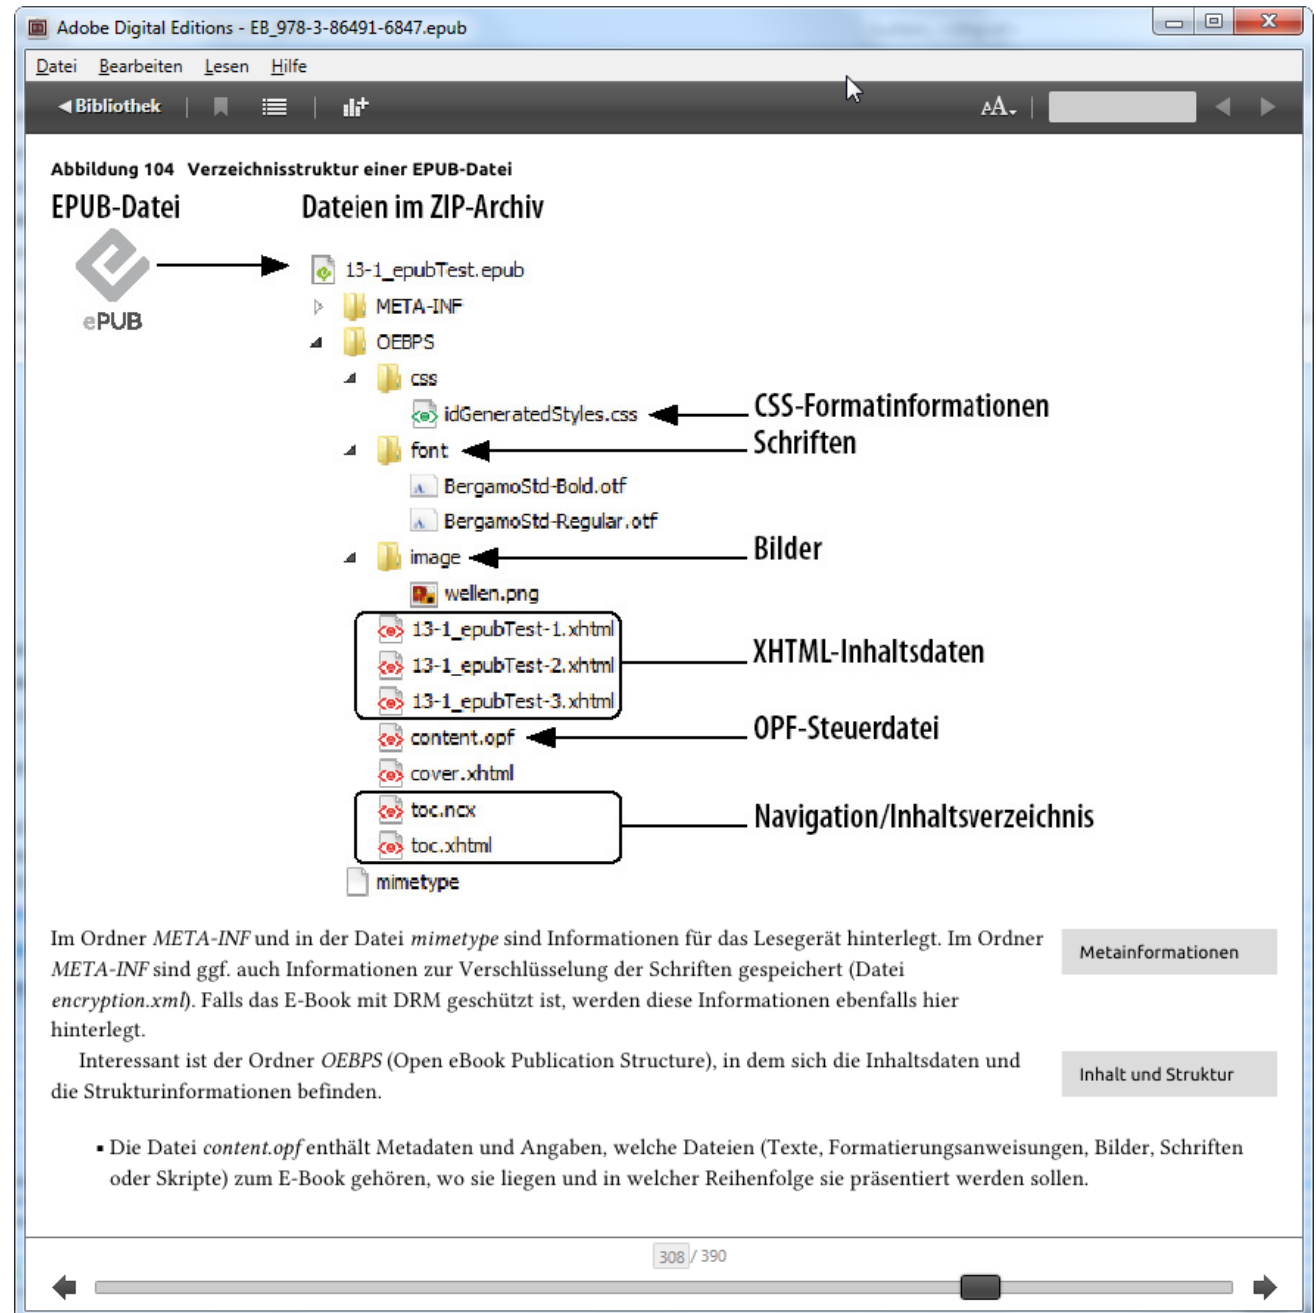 Adobe Digital Editions - EB_978-3-86491-6847.epub
Datei Bearbeiten Lesen Hilfe
Bibliothek
AA
Abbildung 104 Verzeichnisstruktur einer EPUB-Datei
EPUB-Datei Dateien im ZIP-Archiv
13-1_epubTest.epub
META-INF
ePUB
OEBPS
css
idGeneratedStyles.css CSS-Formatinformationen
font Schriften
BergamoStd-Bold.otf
BergamoStd-Regular.otf
image Bilder
wellen.png
13-1_epubTest-1.xhtml
13-1_epubTest-2.xhtml XHTML-Inhaltsdaten
13-1_epubTest-3.xhtml
content.opf OPF-Steuerdatei
cover.xhtml
toc.ncx Navigation/Inhaltsverzeichnis
toc.xhtml
mimetype
Im Ordner META-INF und in der Datei mimetype sind Informationen für das Lesegerät hinterlegt. Im Ordner
META-INF sind ggf. auch Informationen zur Verschlüsselung der Schriften gespeichert (Datei
encryption.xml). Falls das E-Book mit DRM geschützt ist, werden diese Informationen ebenfalls hier
hinterlegt.
Metainformationen
Interessant ist der Ordner OEBPS (Open eBook Publication Structure), in dem sich die Inhaltsdaten und
die Strukturinformationen befinden.
Inhalt und Struktur
▪ Die Datei content.opf enthält Metadaten und Angaben, welche Dateien (Texte, Formatierungsanweisungen, Bilder, Schriften
oder Skripte) zum E-Book gehören, wo sie liegen und in welcher Reihenfolge sie präsentiert werden sollen.
308 / 390